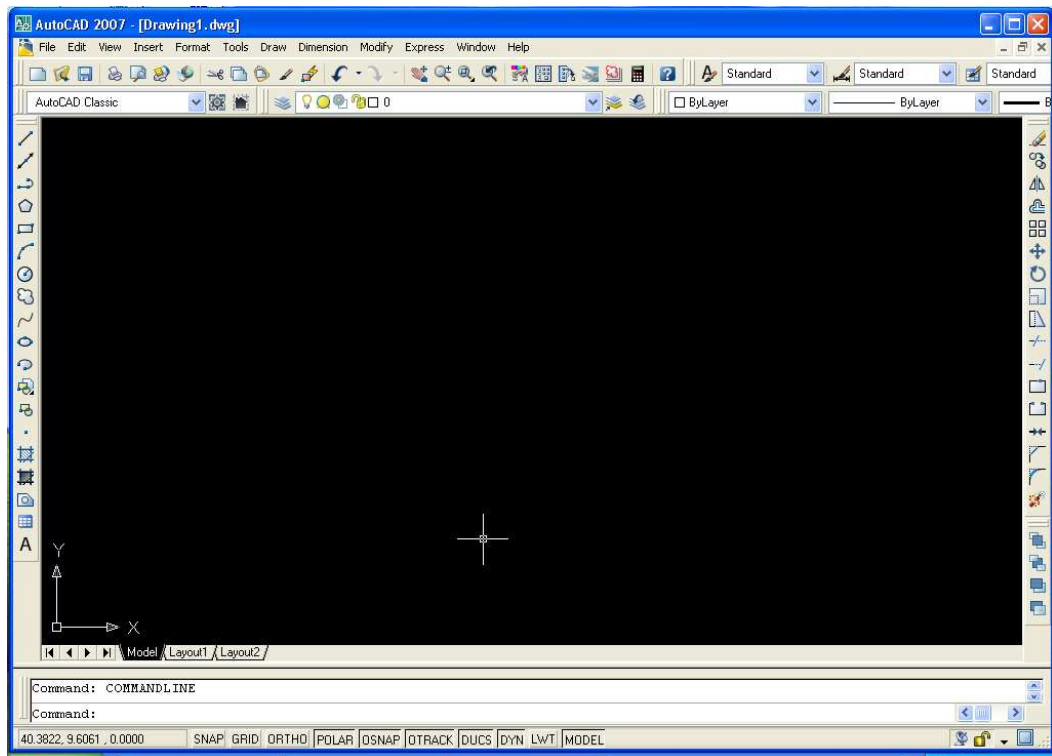 AutoCAD 2007 - [Drawing1.dwg]
File Edit View Insert Format Tools Draw Dimension Modify Express Window Help
Standard Standard Standard
AutoCAD Classic 0 ByLayer ByLayer B
A
Y
X
Model Layout1 Layout2
Command: COMMANDLINE
Command:
40.3822, 9.6061 , 0.0000 SNAP GRID ORTHO POLAR OSNAP OTRACK DUCS DYN LWT MODEL